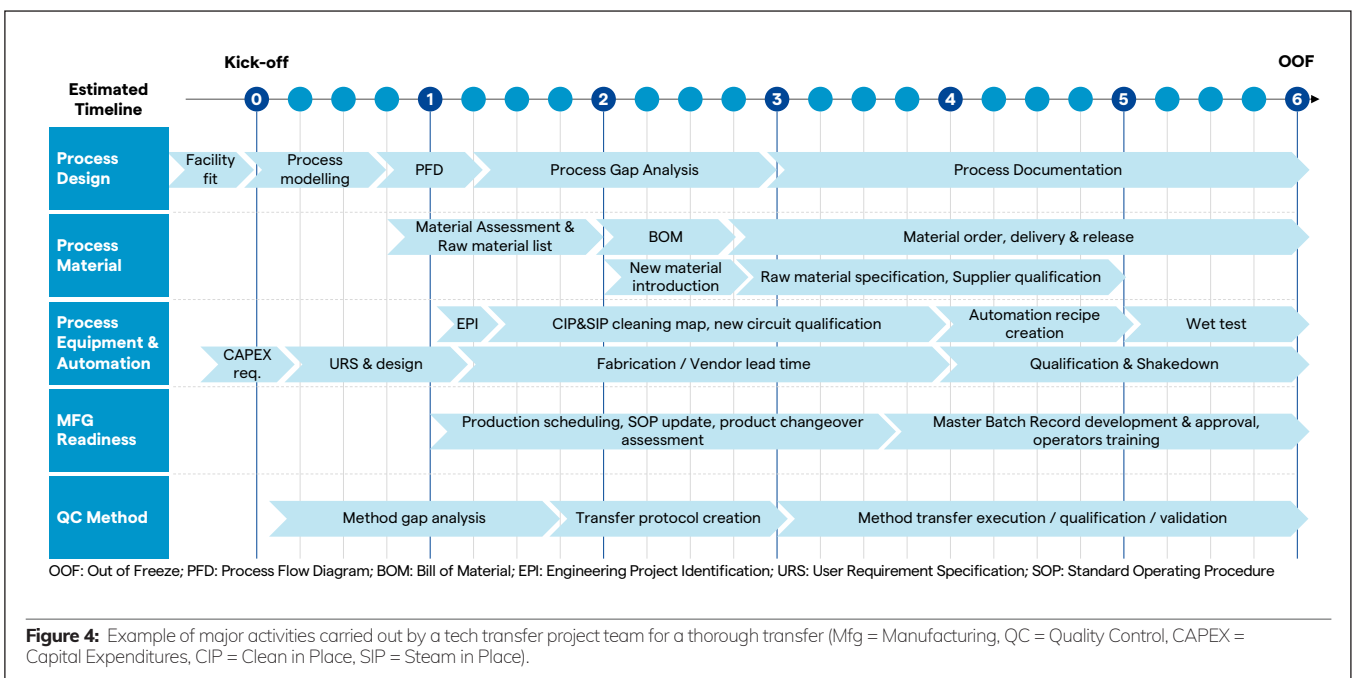 Kick-off
OOF
Estimated
Timeline
0
1
2
3
4
5
6
Process
Design
Facility
fit
Process
modelling
PFD
Process Gap Analysis
Process Documentation
Process
Material
Material Assessment &
Raw material list
BOM
Material order, delivery & release
New material
introduction
Raw material specification, Supplier qualification
Process
Equipment &
Automation
EPI
CIP&SIP cleaning map, new circuit qualification
Automation recipe
creation
Wet test
CAPEX
req.
URS & design
Fabrication / Vendor lead time
Qualification & Shakedown
MFG
Readiness
Production scheduling, SOP update, product changeover
assessment
Master Batch Record development & approval,
operators training
QC Method
Method gap analysis
Transfer protocol creation
Method transfer execution / qualification / validation
OOF: Out of Freeze; PFD: Process Flow Diagram; BOM: Bill of Material; EPI: Engineering Project Identification; URS: User Requirement Specification; SOP: Standard Operating Procedure
Figure 4: Example of major activities carried out by a tech transfer project team for a thorough transfer (Mfg = Manufacturing, QC = Quality Control, CAPEX =
Capital Expenditures, CIP = Clean in Place, SIP = Steam in Place).